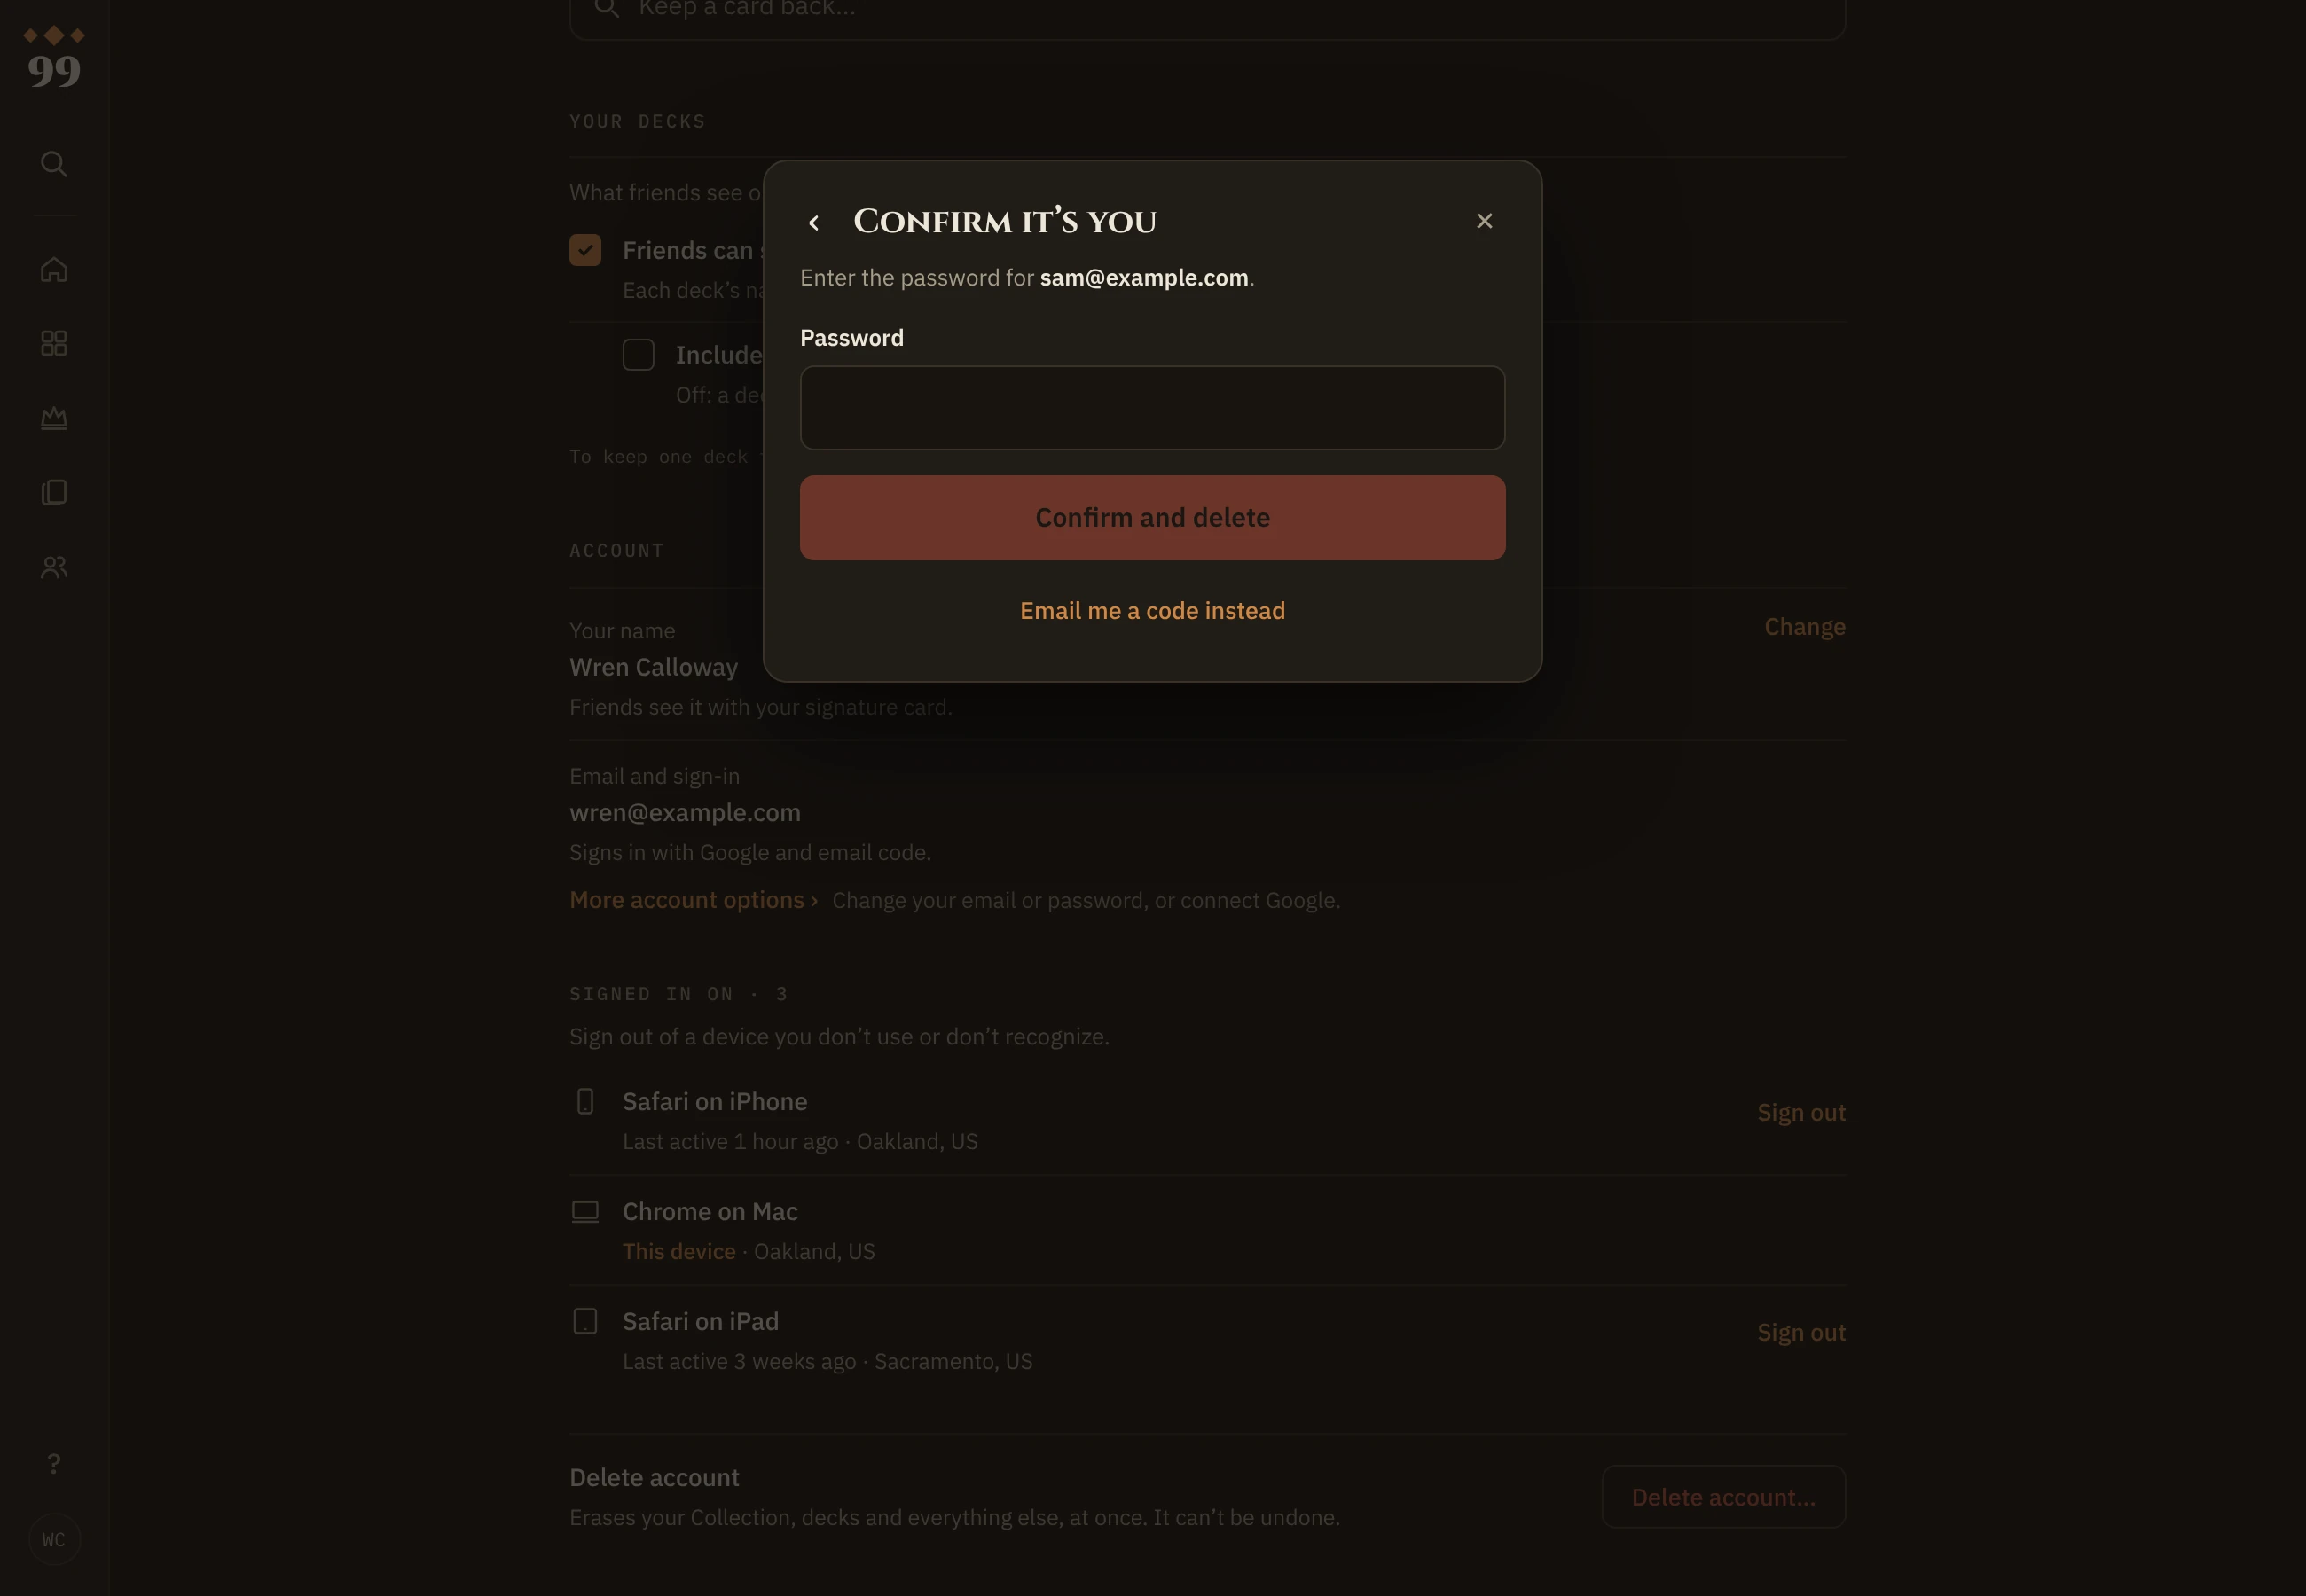 99
Keep a card back...
YOUR DECKS
What friends see o
Friends can
Each deck’s na
Include
Off: a dec
To keep one deck
Confirm it’s you
Enter the password for sam@example.com.
Password
Confirm and delete
Email me a code instead
ACCOUNT
Your name
Change
Wren Calloway
Friends see it with your signature card.
Email and sign-in
wren@example.com
Signs in with Google and email code.
More account options › Change your email or password, or connect Google.
SIGNED IN ON · 3
Sign out of a device you don’t use or don’t recognize.
Safari on iPhone
Sign out
Last active 1 hour ago · Oakland, US
Chrome on Mac
This device · Oakland, US
Safari on iPad
Sign out
Last active 3 weeks ago · Sacramento, US
Delete account
Delete account...
Erases your Collection, decks and everything else, at once. It can’t be undone.
?
WC